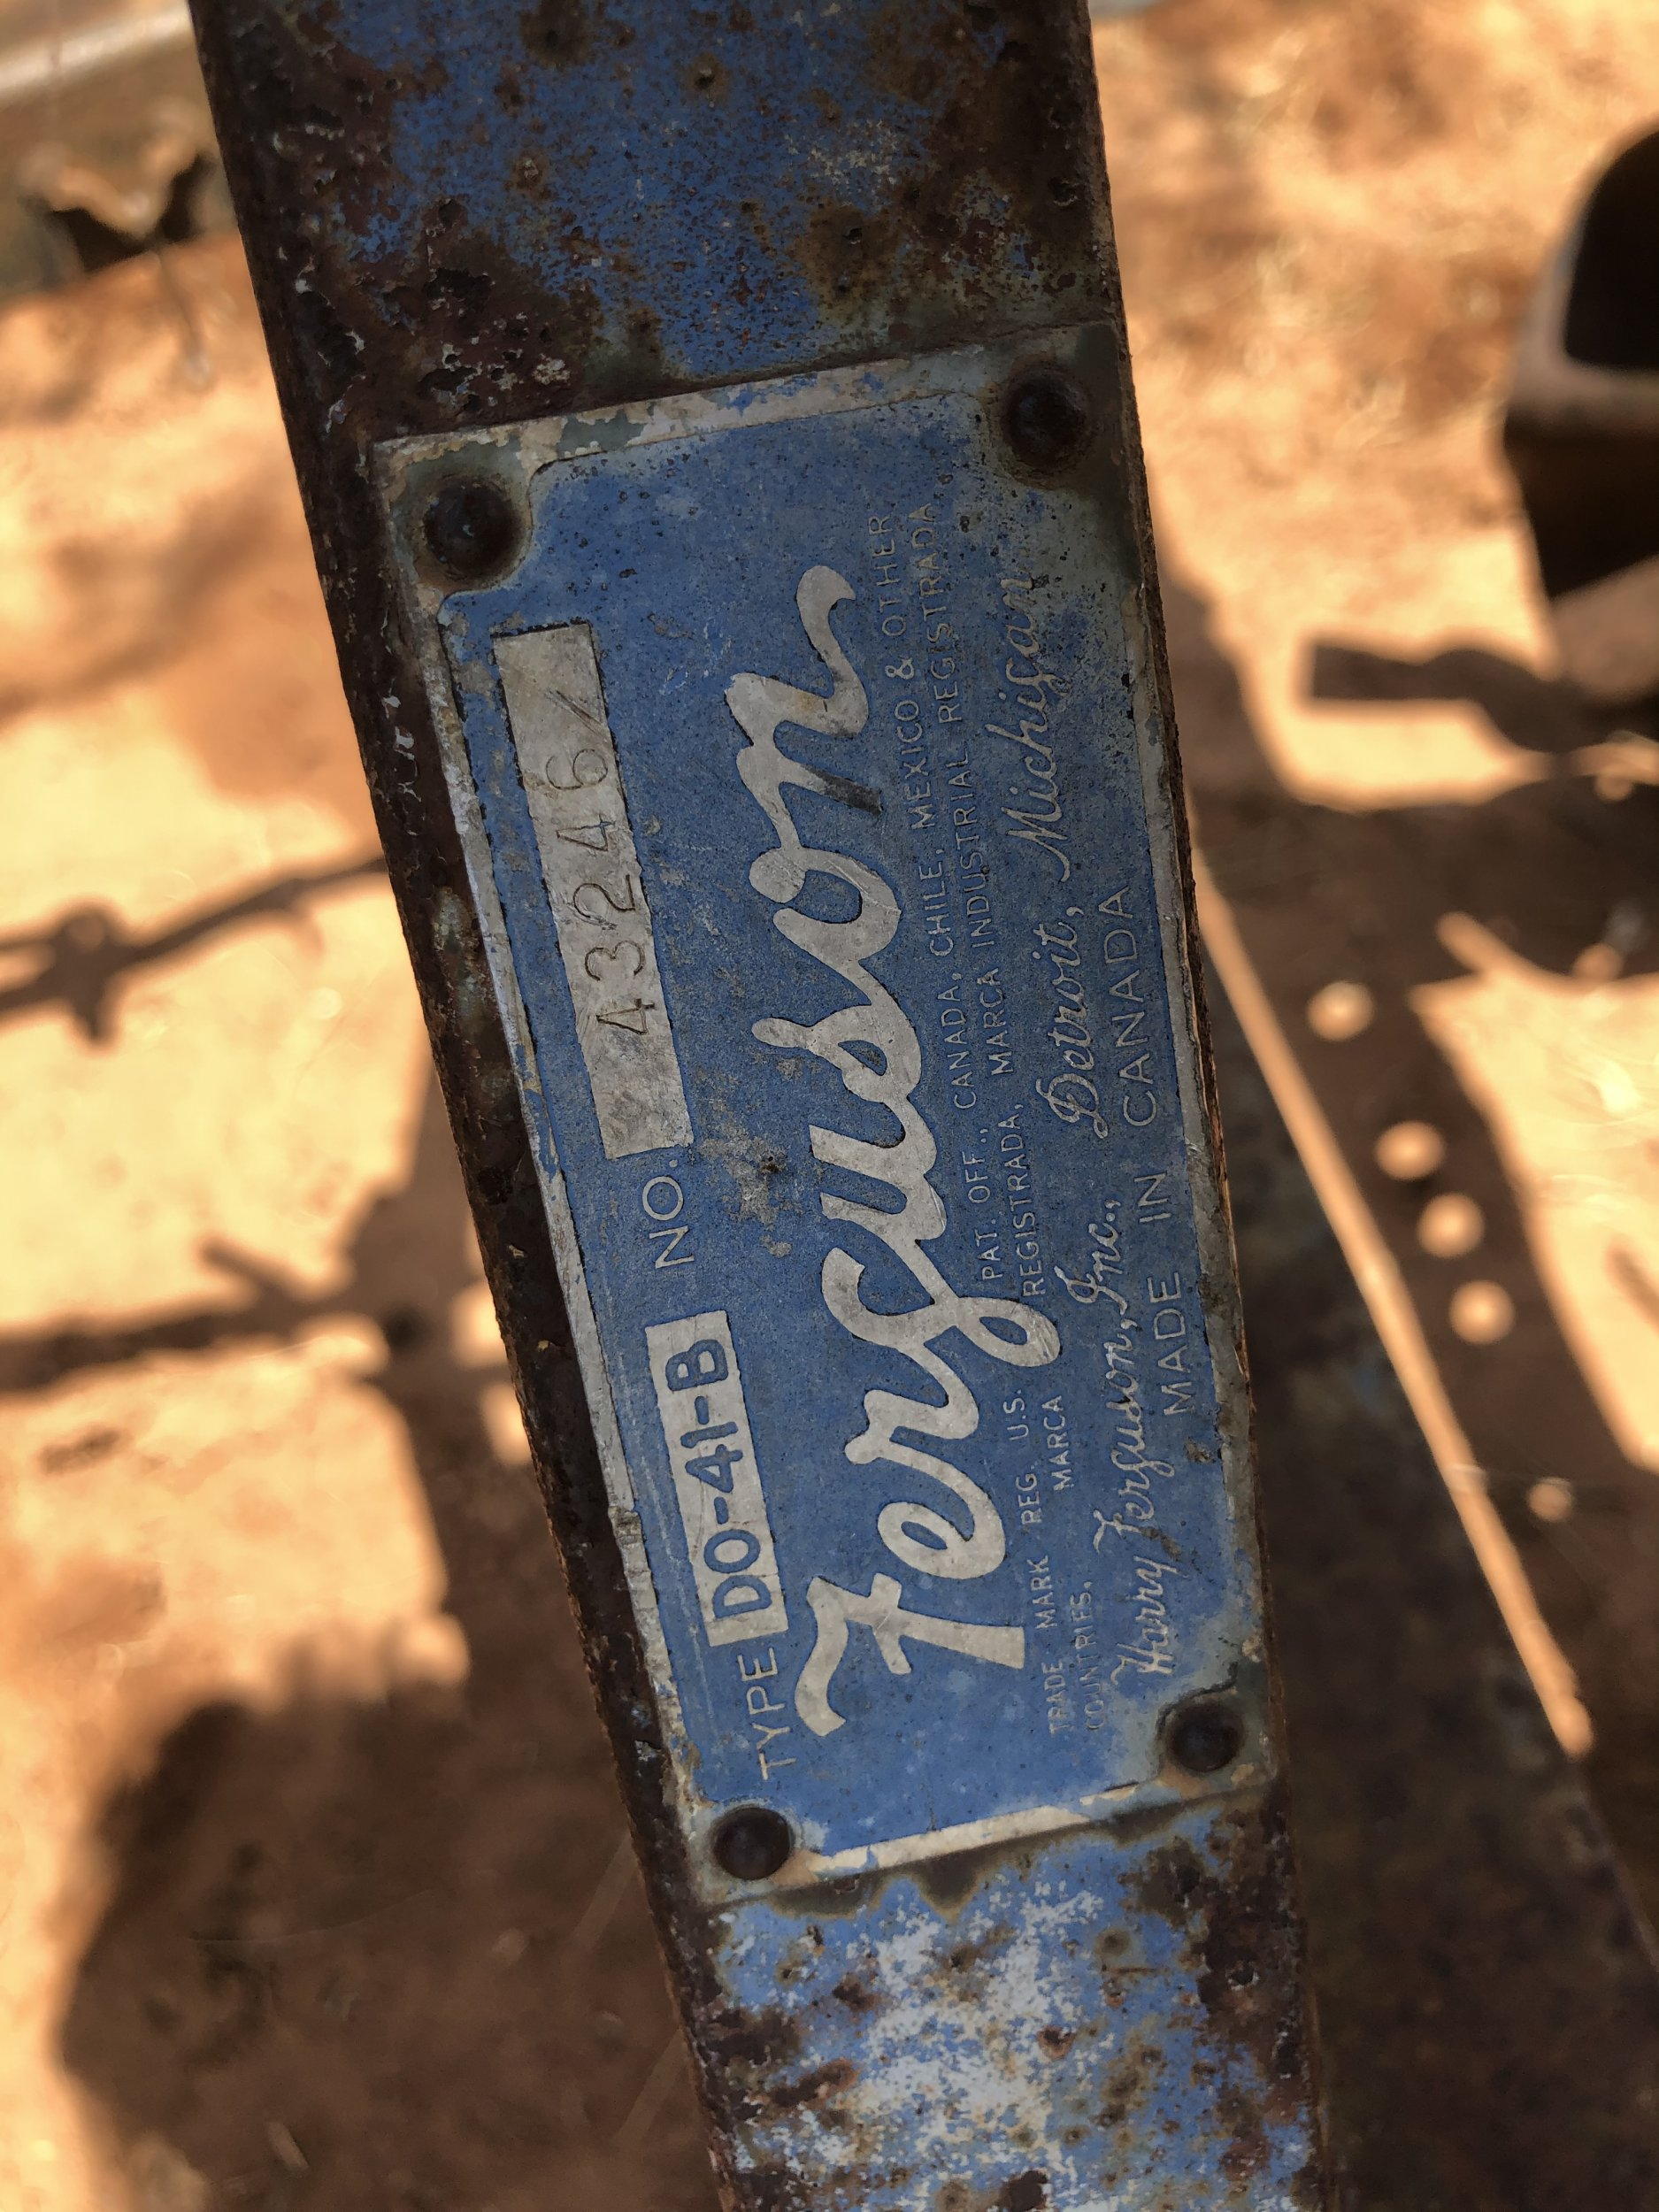 TYPE DO-41-B NO. 43246
Ferguson
TRADE MARK REG. U.S. PAT. OFF., CANADA, CHILE, MEXICO & OTHER
COUNTRIES. MARCA REGISTRADA, MARCA INDUSTRIAL REGISTRADA.
Harry Ferguson, Inc., Detroit, Michigan
MADE IN CANADA